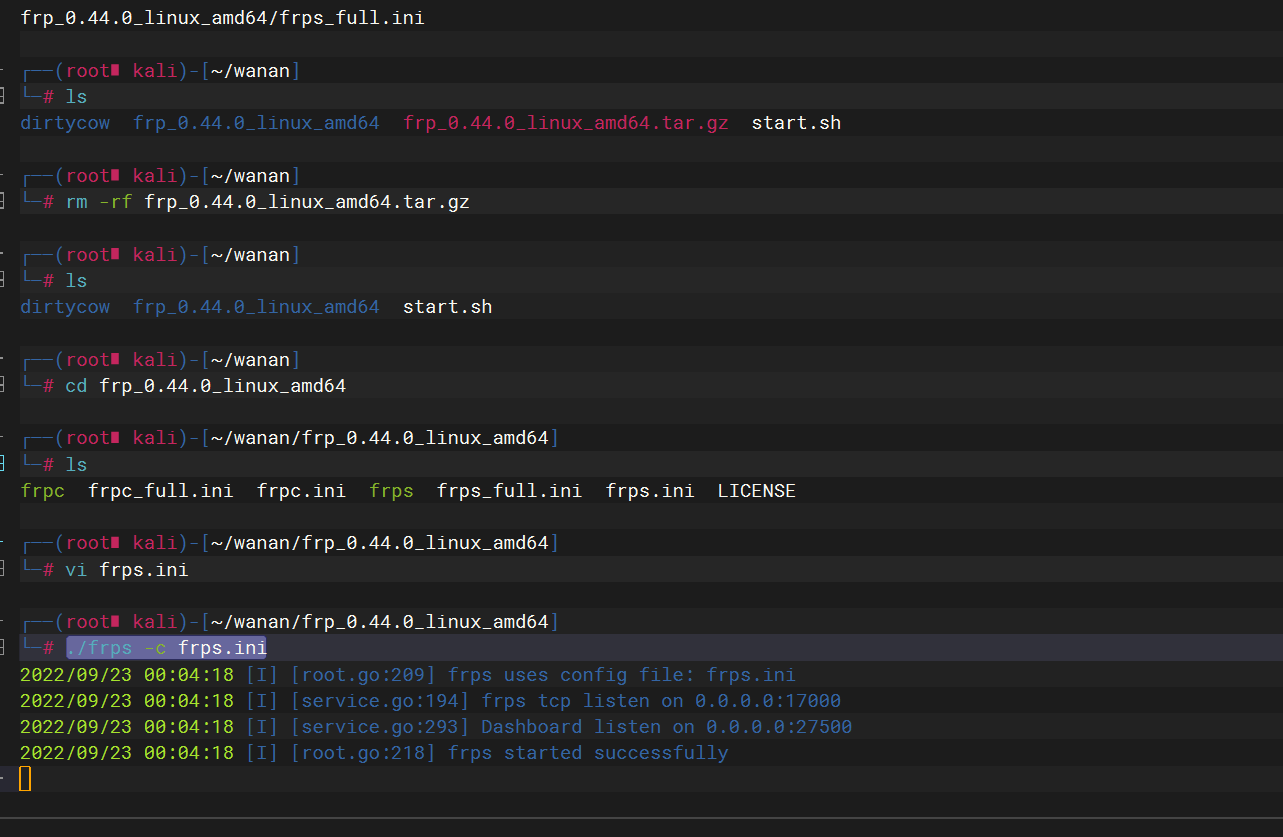 frp_0.44.0_linux_amd64/frps_full.ini
┌──(root∎ kali)-[~/wanan]
└─# ls
dirtycow  frp_0.44.0_linux_amd64  frp_0.44.0_linux_amd64.tar.gz  start.sh
┌──(root∎ kali)-[~/wanan]
└─# rm -rf frp_0.44.0_linux_amd64.tar.gz
┌──(root∎ kali)-[~/wanan]
└─# ls
dirtycow  frp_0.44.0_linux_amd64  start.sh
┌──(root∎ kali)-[~/wanan]
└─# cd frp_0.44.0_linux_amd64
┌──(root∎ kali)-[~/wanan/frp_0.44.0_linux_amd64]
└─# ls
frpc  frpc_full.ini  frpc.ini  frps  frps_full.ini  frps.ini  LICENSE
┌──(root∎ kali)-[~/wanan/frp_0.44.0_linux_amd64]
└─# vi frps.ini
┌──(root∎ kali)-[~/wanan/frp_0.44.0_linux_amd64]
└─# ./frps -c frps.ini
2022/09/23 00:04:18 [I] [root.go:209] frps uses config file: frps.ini
2022/09/23 00:04:18 [I] [service.go:194] frps tcp listen on 0.0.0.0:17000
2022/09/23 00:04:18 [I] [service.go:293] Dashboard listen on 0.0.0.0:27500
2022/09/23 00:04:18 [I] [root.go:218] frps started successfully